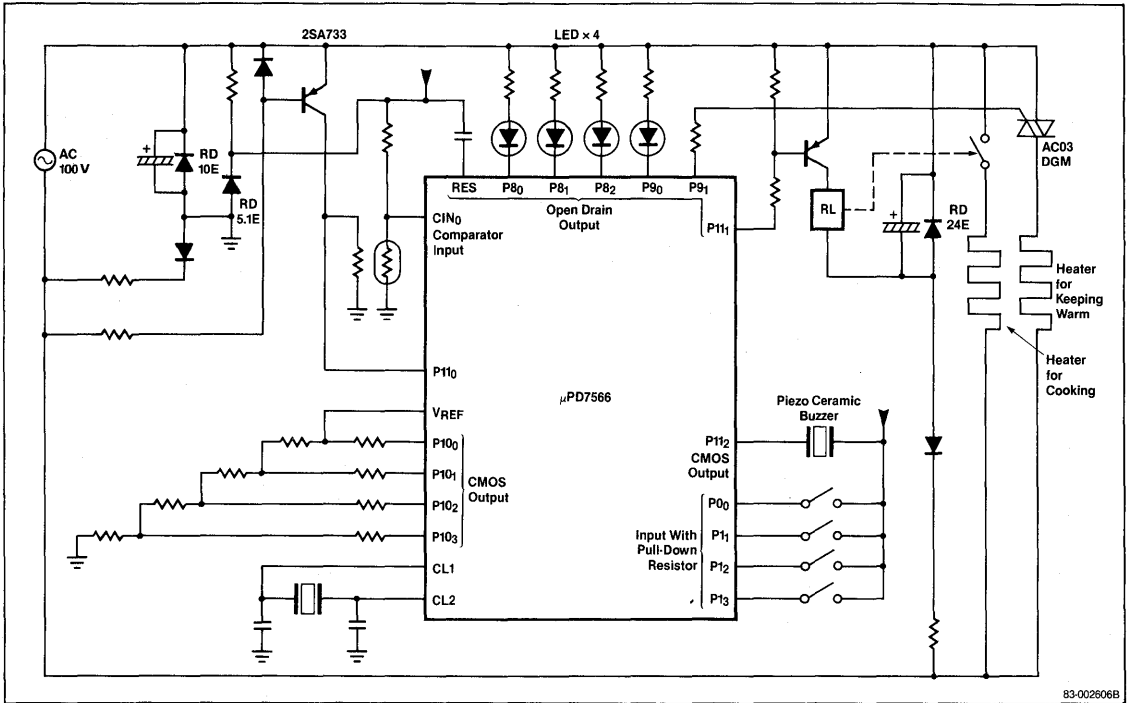 2SA733
LED × 4
AC
100 V
+
RD
10E
RD
5.1E
RES
P8₀
P8₁
P8₂
P9₀
P9₁
Open Drain
Output
CIN₀
Comparator
Input
P11₁
RL
+
RD
24E
AC03
DGM
Heater
for
Keeping
Warm
Heater
for
Cooking
P11₀
μPD7566
VREF
P10₀
P10₁
P10₂
P10₃
CMOS
Output
CL1
CL2
Piezo Ceramic
Buzzer
P11₂
CMOS
Output
P0₀
P1₁
P1₂
P1₃
Input With
Pull-Down
Resistor
83-002606B